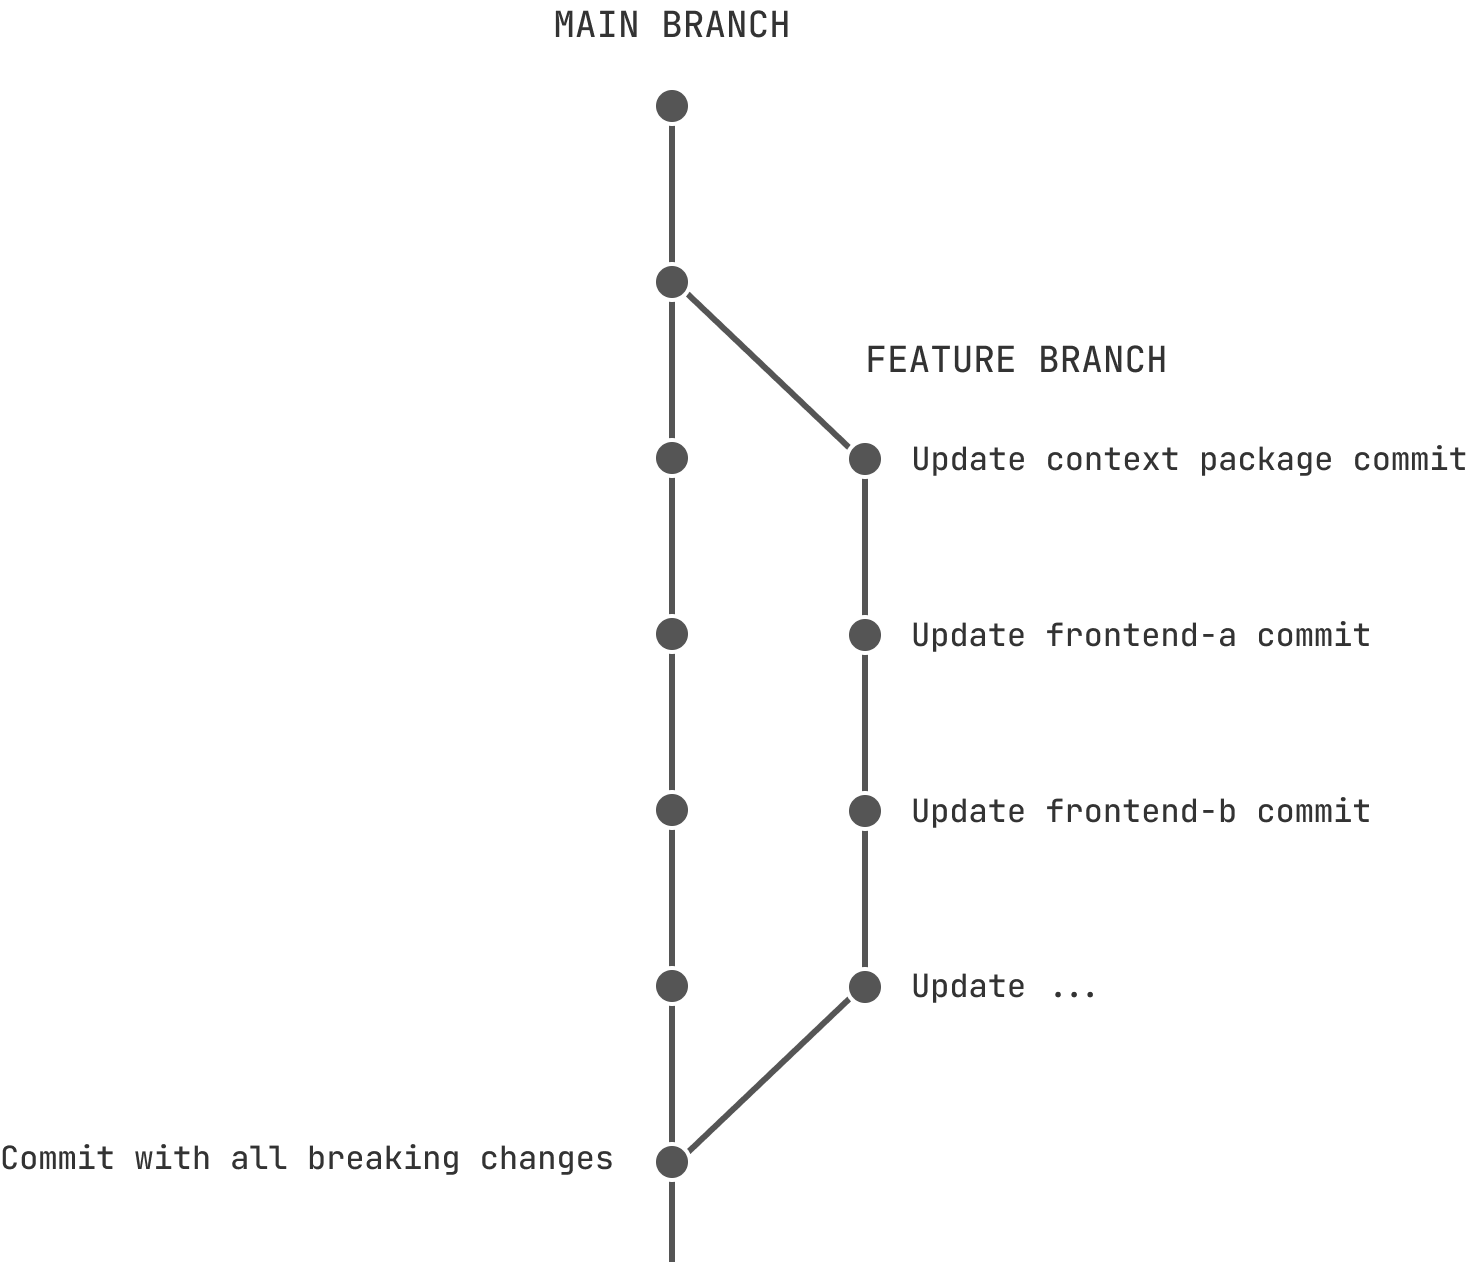 MAIN BRANCH
FEATURE BRANCH
Update context package commit
Update frontend-a commit
Update frontend-b commit
Update ...
Commit with all breaking changes